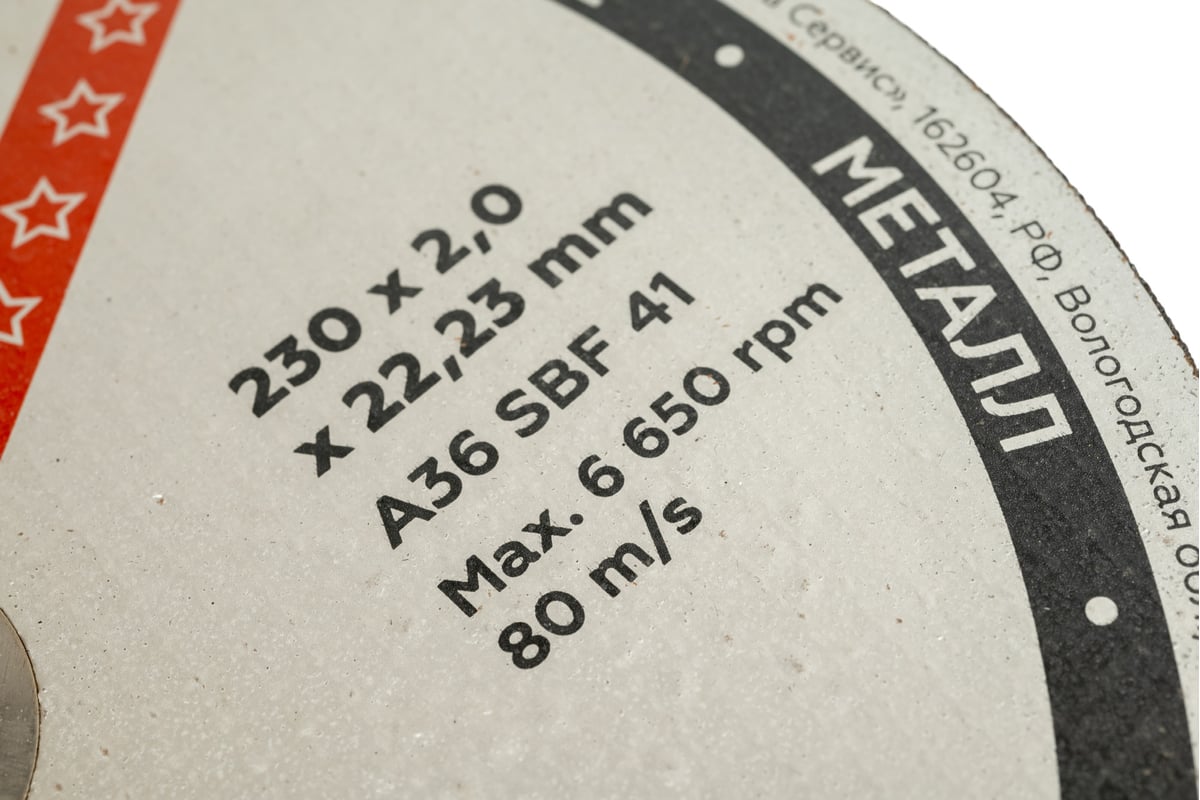 230 x 2,0
x 22,23 mm
A36 SBF 41
Max. 6 650 rpm
80 m/s
МЕТАЛЛ
Сервис», 162604, РФ, Вологодская